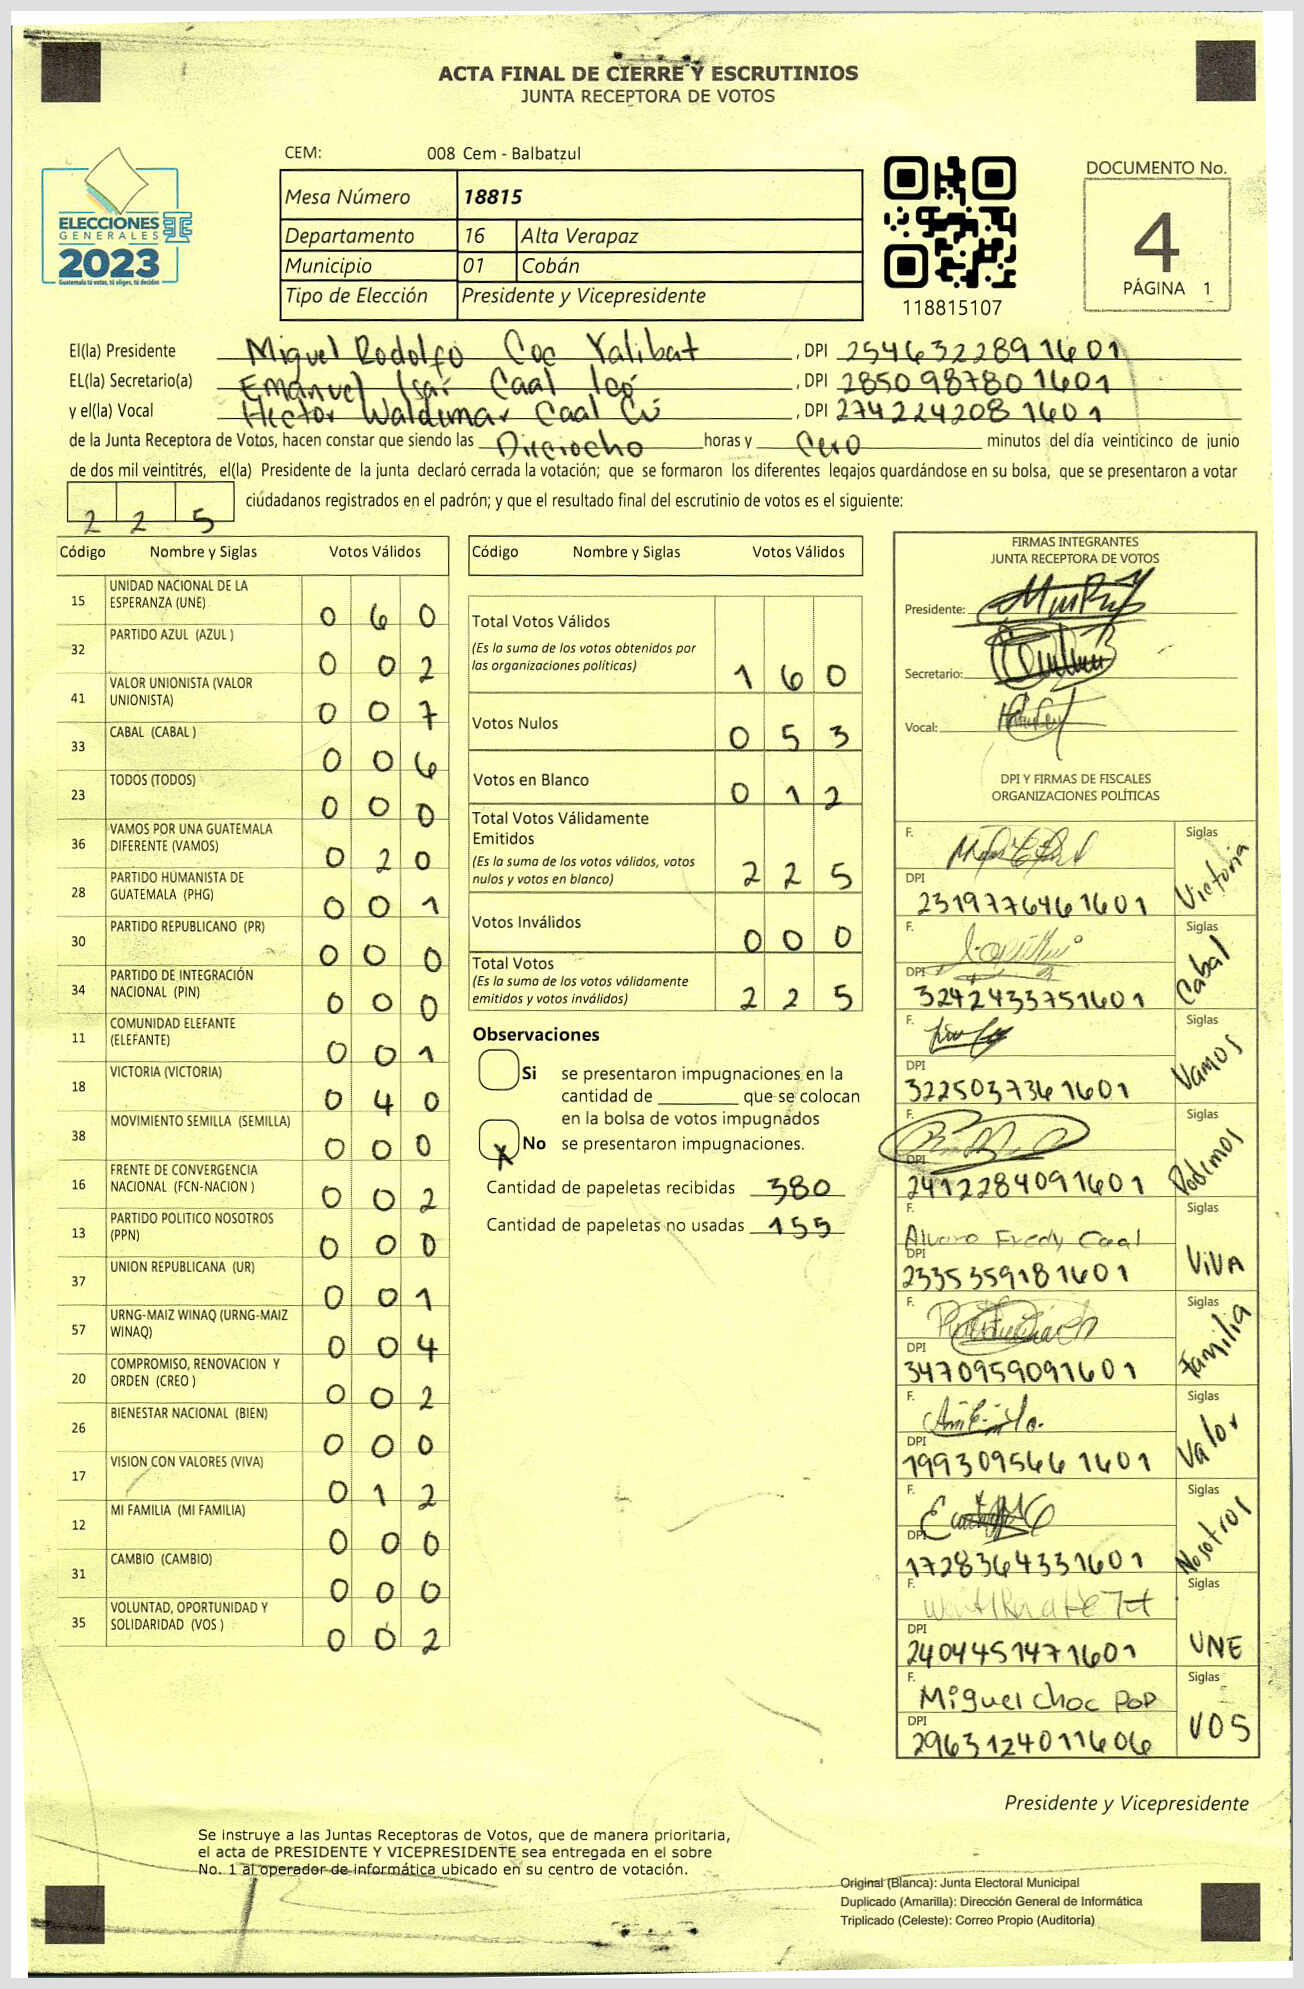 ACTA FINAL DE CIERRE Y ESCRUTINIOS
JUNTA RECEPTORA DE VOTOS
CEM: 008 Cem - Balbatzul
ELECCIONES
GENERALES
2023
Guatemala tú votas, tú eliges, tú decides
Mesa Número 18815
Departamento 16 Alta Verapaz
Municipio 01 Cobán
Tipo de Elección Presidente y Vicepresidente
118815107
DOCUMENTO No.
4
PÁGINA 1
El(la) Presidente Miguel Rodolfo Coc Yalibat , DPI 2546322891601
EL(la) Secretario(a) Emanuel Isaí Caal Icó , DPI 2850987801601
y el(la) Vocal Hector Waldimar Caal Cú , DPI 2742242081601
de la Junta Receptora de Votos, hacen constar que siendo las Dieciocho horas y Cero minutos del día veinticinco de junio
de dos mil veintitrés, el(la) Presidente de la junta declaró cerrada la votación; que se formaron los diferentes legajos quardándose en su bolsa, que se presentaron a votar
2 2 5 ciudadanos registrados en el padrón; y que el resultado final del escrutinio de votos es el siguiente:
Código Nombre y Siglas Votos Válidos
15 UNIDAD NACIONAL DE LA ESPERANZA (UNE) 0 6 0
32 PARTIDO AZUL (AZUL ) 0 0 2
41 VALOR UNIONISTA (VALOR UNIONISTA) 0 0 7
33 CABAL (CABAL ) 0 0 6
23 TODOS (TODOS) 0 0 0
36 VAMOS POR UNA GUATEMALA DIFERENTE (VAMOS) 0 2 0
28 PARTIDO HUMANISTA DE GUATEMALA (PHG) 0 0 1
30 PARTIDO REPUBLICANO (PR) 0 0 0
34 PARTIDO DE INTEGRACIÓN NACIONAL (PIN) 0 0 0
11 COMUNIDAD ELEFANTE (ELEFANTE) 0 0 1
18 VICTORIA (VICTORIA) 0 4 0
38 MOVIMIENTO SEMILLA (SEMILLA) 0 0 0
16 FRENTE DE CONVERGENCIA NACIONAL (FCN-NACION ) 0 0 2
13 PARTIDO POLITICO NOSOTROS (PPN) 0 0 0
37 UNION REPUBLICANA (UR) 0 0 1
57 URNG-MAIZ WINAQ (URNG-MAIZ WINAQ) 0 0 4
20 COMPROMISO, RENOVACION Y ORDEN (CREO ) 0 0 2
26 BIENESTAR NACIONAL (BIEN) 0 0 0
17 VISION CON VALORES (VIVA) 0 1 2
12 MI FAMILIA (MI FAMILIA) 0 0 0
31 CAMBIO (CAMBIO) 0 0 0
35 VOLUNTAD, OPORTUNIDAD Y SOLIDARIDAD (VOS ) 0 0 2
Código Nombre y Siglas Votos Válidos
Total Votos Válidos
(Es la suma de los votos obtenidos por
las organizaciones políticas) 1 6 0
Votos Nulos 0 5 3
Votos en Blanco 0 1 2
Total Votos Válidamente
Emitidos
(Es la suma de los votos válidos, votos
nulos y votos en blanco) 2 2 5
Votos Inválidos 0 0 0
Total Votos
(Es la suma de los votos válidamente
emitidos y votos inválidos) 2 2 5
Observaciones
Si se presentaron impugnaciones en la
cantidad de ________ que se colocan
en la bolsa de votos impugnados
X No se presentaron impugnaciones.
Cantidad de papeletas recibidas 380
Cantidad de papeletas no usadas 155
FIRMAS INTEGRANTES
JUNTA RECEPTORA DE VOTOS
Presidente:
Secretario:
Vocal:
DPI Y FIRMAS DE FISCALES
ORGANIZACIONES POLÍTICAS
F. Siglas Victoria
DPI
2319776461601
F. Siglas Cabal
DPI
3242433751601
F. Siglas Vamos
DPI
3225037361601
F. Siglas Podemos
DPI
2412284091601
F. Alvaro Fredy Caal Siglas VIVA
DPI
2335359181601
F. Siglas Familia
DPI
3470959091601
F. Siglas Valor
DPI
1993095661601
F. Siglas Nosotros
DPI
1728364331601
F. Siglas UNE
DPI
2404451471601
F. Miguel choc POP Siglas VOS
DPI
2963124011606
Presidente y Vicepresidente
Se instruye a las Juntas Receptoras de Votos, que de manera prioritaria,
el acta de PRESIDENTE Y VICEPRESIDENTE sea entregada en el sobre
No. 1 al operador de informática ubicado en su centro de votación.
Original (Blanca): Junta Electoral Municipal
Duplicado (Amarilla): Dirección General de Informática
Triplicado (Celeste): Correo Propio (Auditoría)